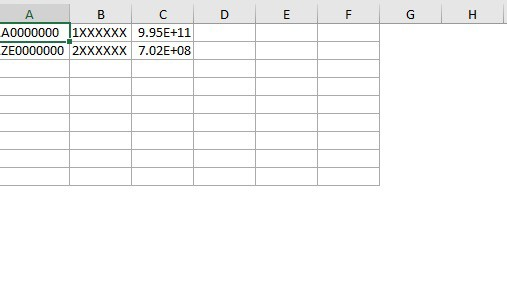 A B C D E F G H
A0000000 1XXXXXX 9.95E+11
ZE0000000 2XXXXXX 7.02E+08